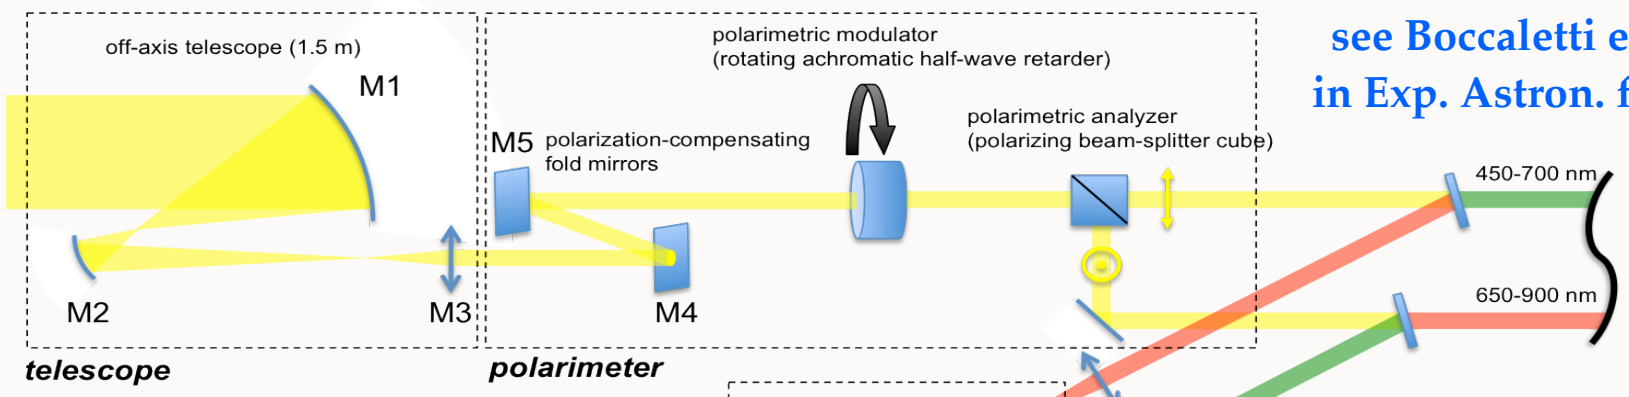 off-axis telescope (1.5 m)
M1
M2
M3
telescope
polarimetric modulator
(rotating achromatic half-wave retarder)
M5
polarization-compensating
fold mirrors
M4
polarimetric analyzer
(polarizing beam-splitter cube)
polarimeter
see Boccaletti e
in Exp. Astron. f
450-700 nm
650-900 nm